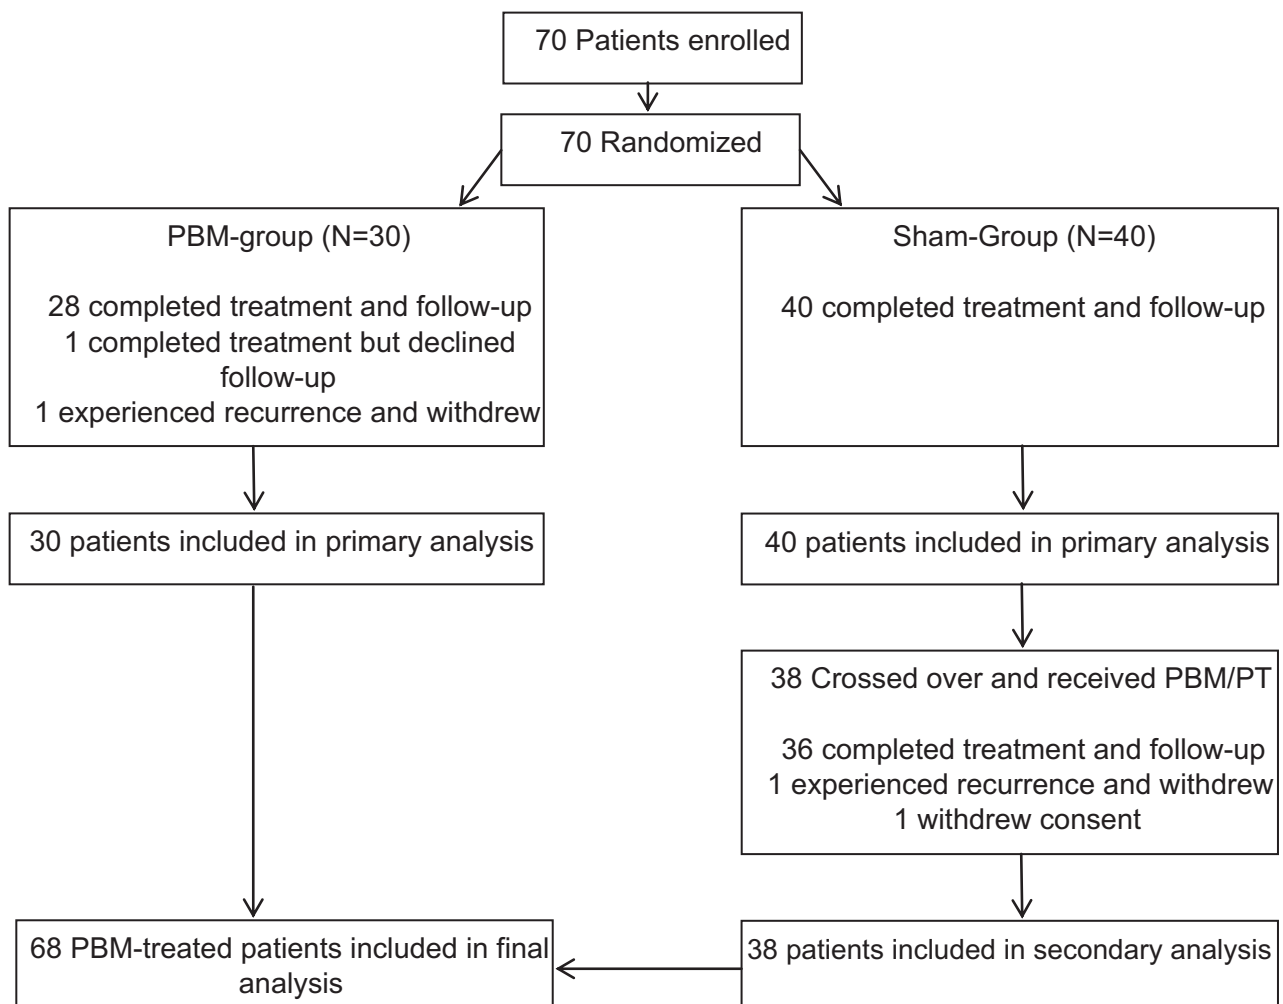 70 Patients enrolled
70 Randomized
PBM-group (N=30)
28 completed treatment and follow-up
1 completed treatment but declined
follow-up
1 experienced recurrence and withdrew
Sham-Group (N=40)
40 completed treatment and follow-up
30 patients included in primary analysis
40 patients included in primary analysis
38 Crossed over and received PBM/PT
36 completed treatment and follow-up
1 experienced recurrence and withdrew
1 withdrew consent
68 PBM-treated patients included in final
analysis
38 patients included in secondary analysis